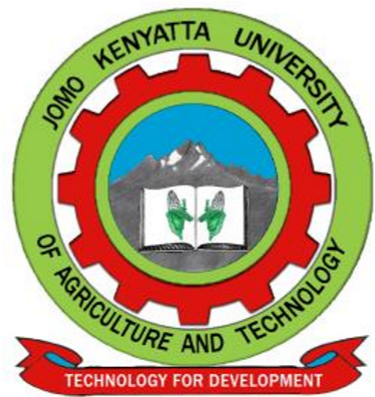 JOMO KENYATTA UNIVERSITY
OF AGRICULTURE AND TECHNOLOGY
TECHNOLOGY FOR DEVELOPMENT